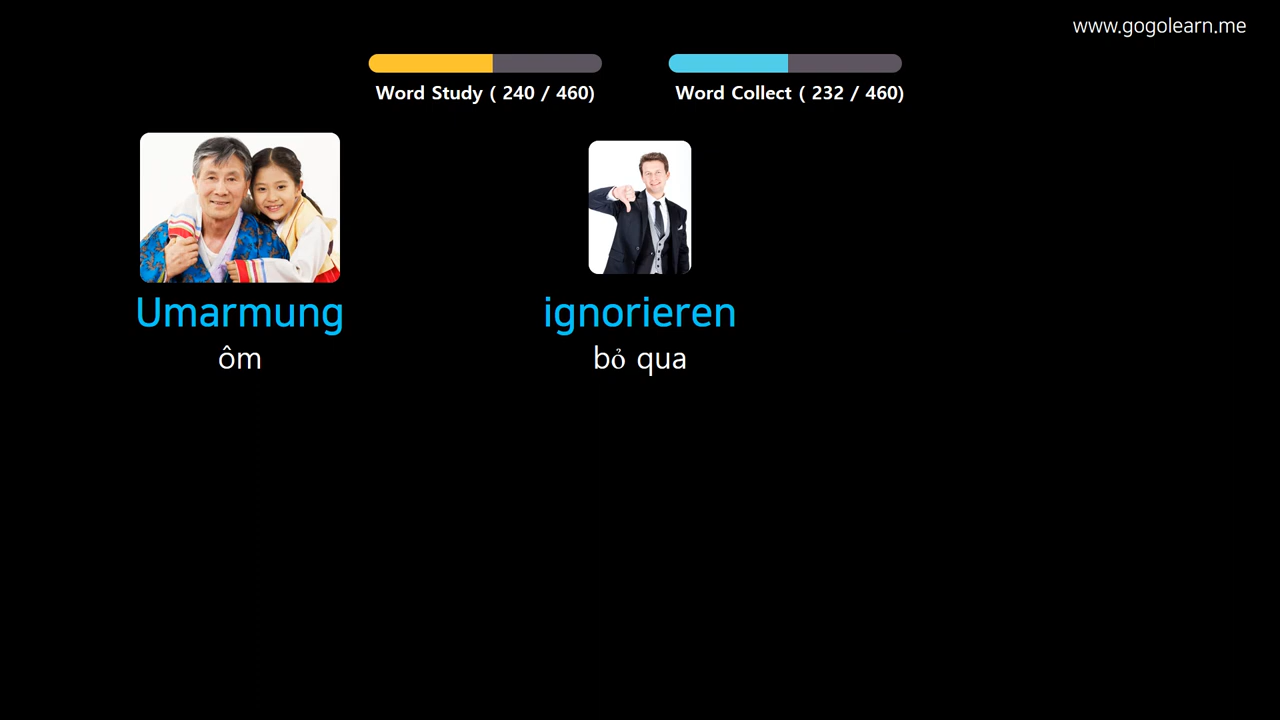 www.gogolearn.me
Word Study ( 240 / 460)
Word Collect ( 232 / 460)
Umarmung
ôm
ignorieren
bỏ qua